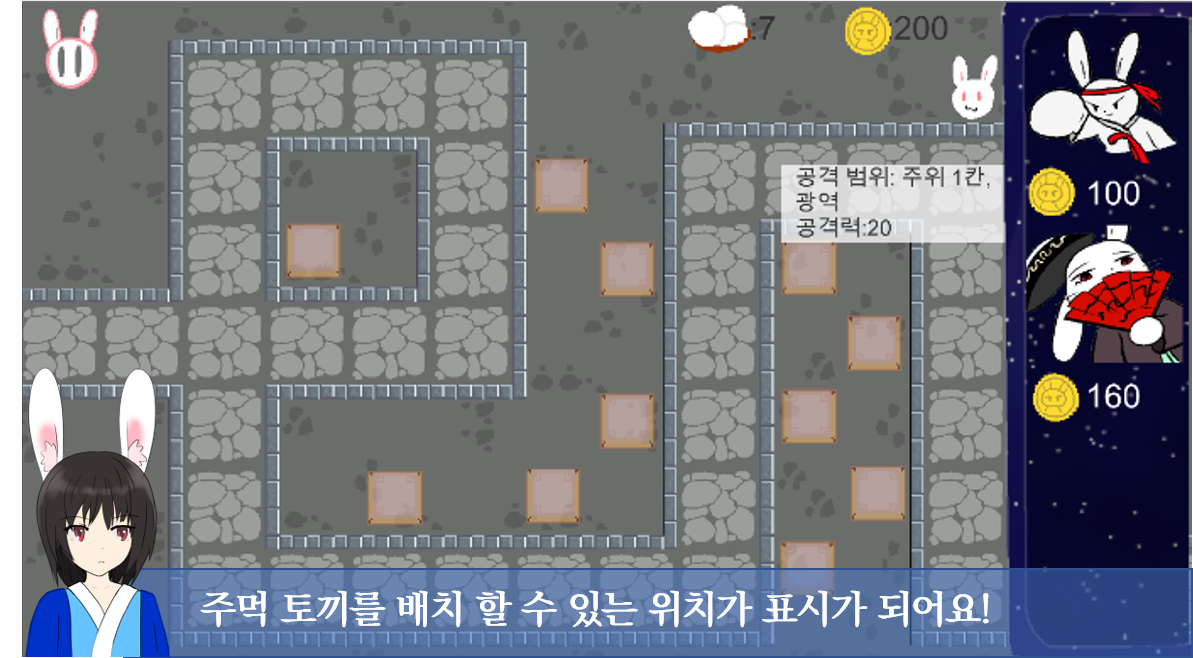 :7
:200
공격 범위: 주위 1칸,
광역
공격력:20
100
160
주먹 토끼를 배치 할 수 있는 위치가 표시가 되어요!